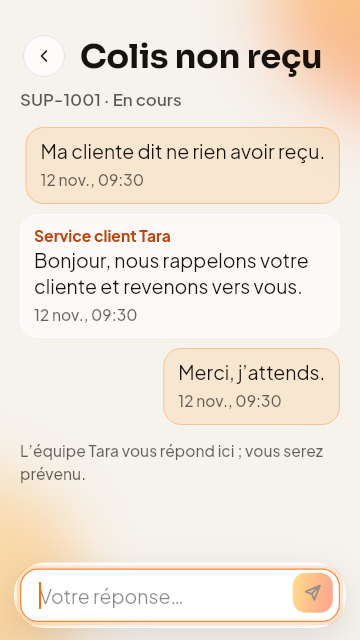 Colis non reçu
SUP-1001 · En cours
Ma cliente dit ne rien avoir reçu.
12 nov., 09:30
Service client Tara
Bonjour, nous rappelons votre
cliente et revenons vers vous.
12 nov., 09:30
Merci, j’attends.
12 nov., 09:30
L’équipe Tara vous répond ici ; vous serez
prévenu.
Votre réponse…